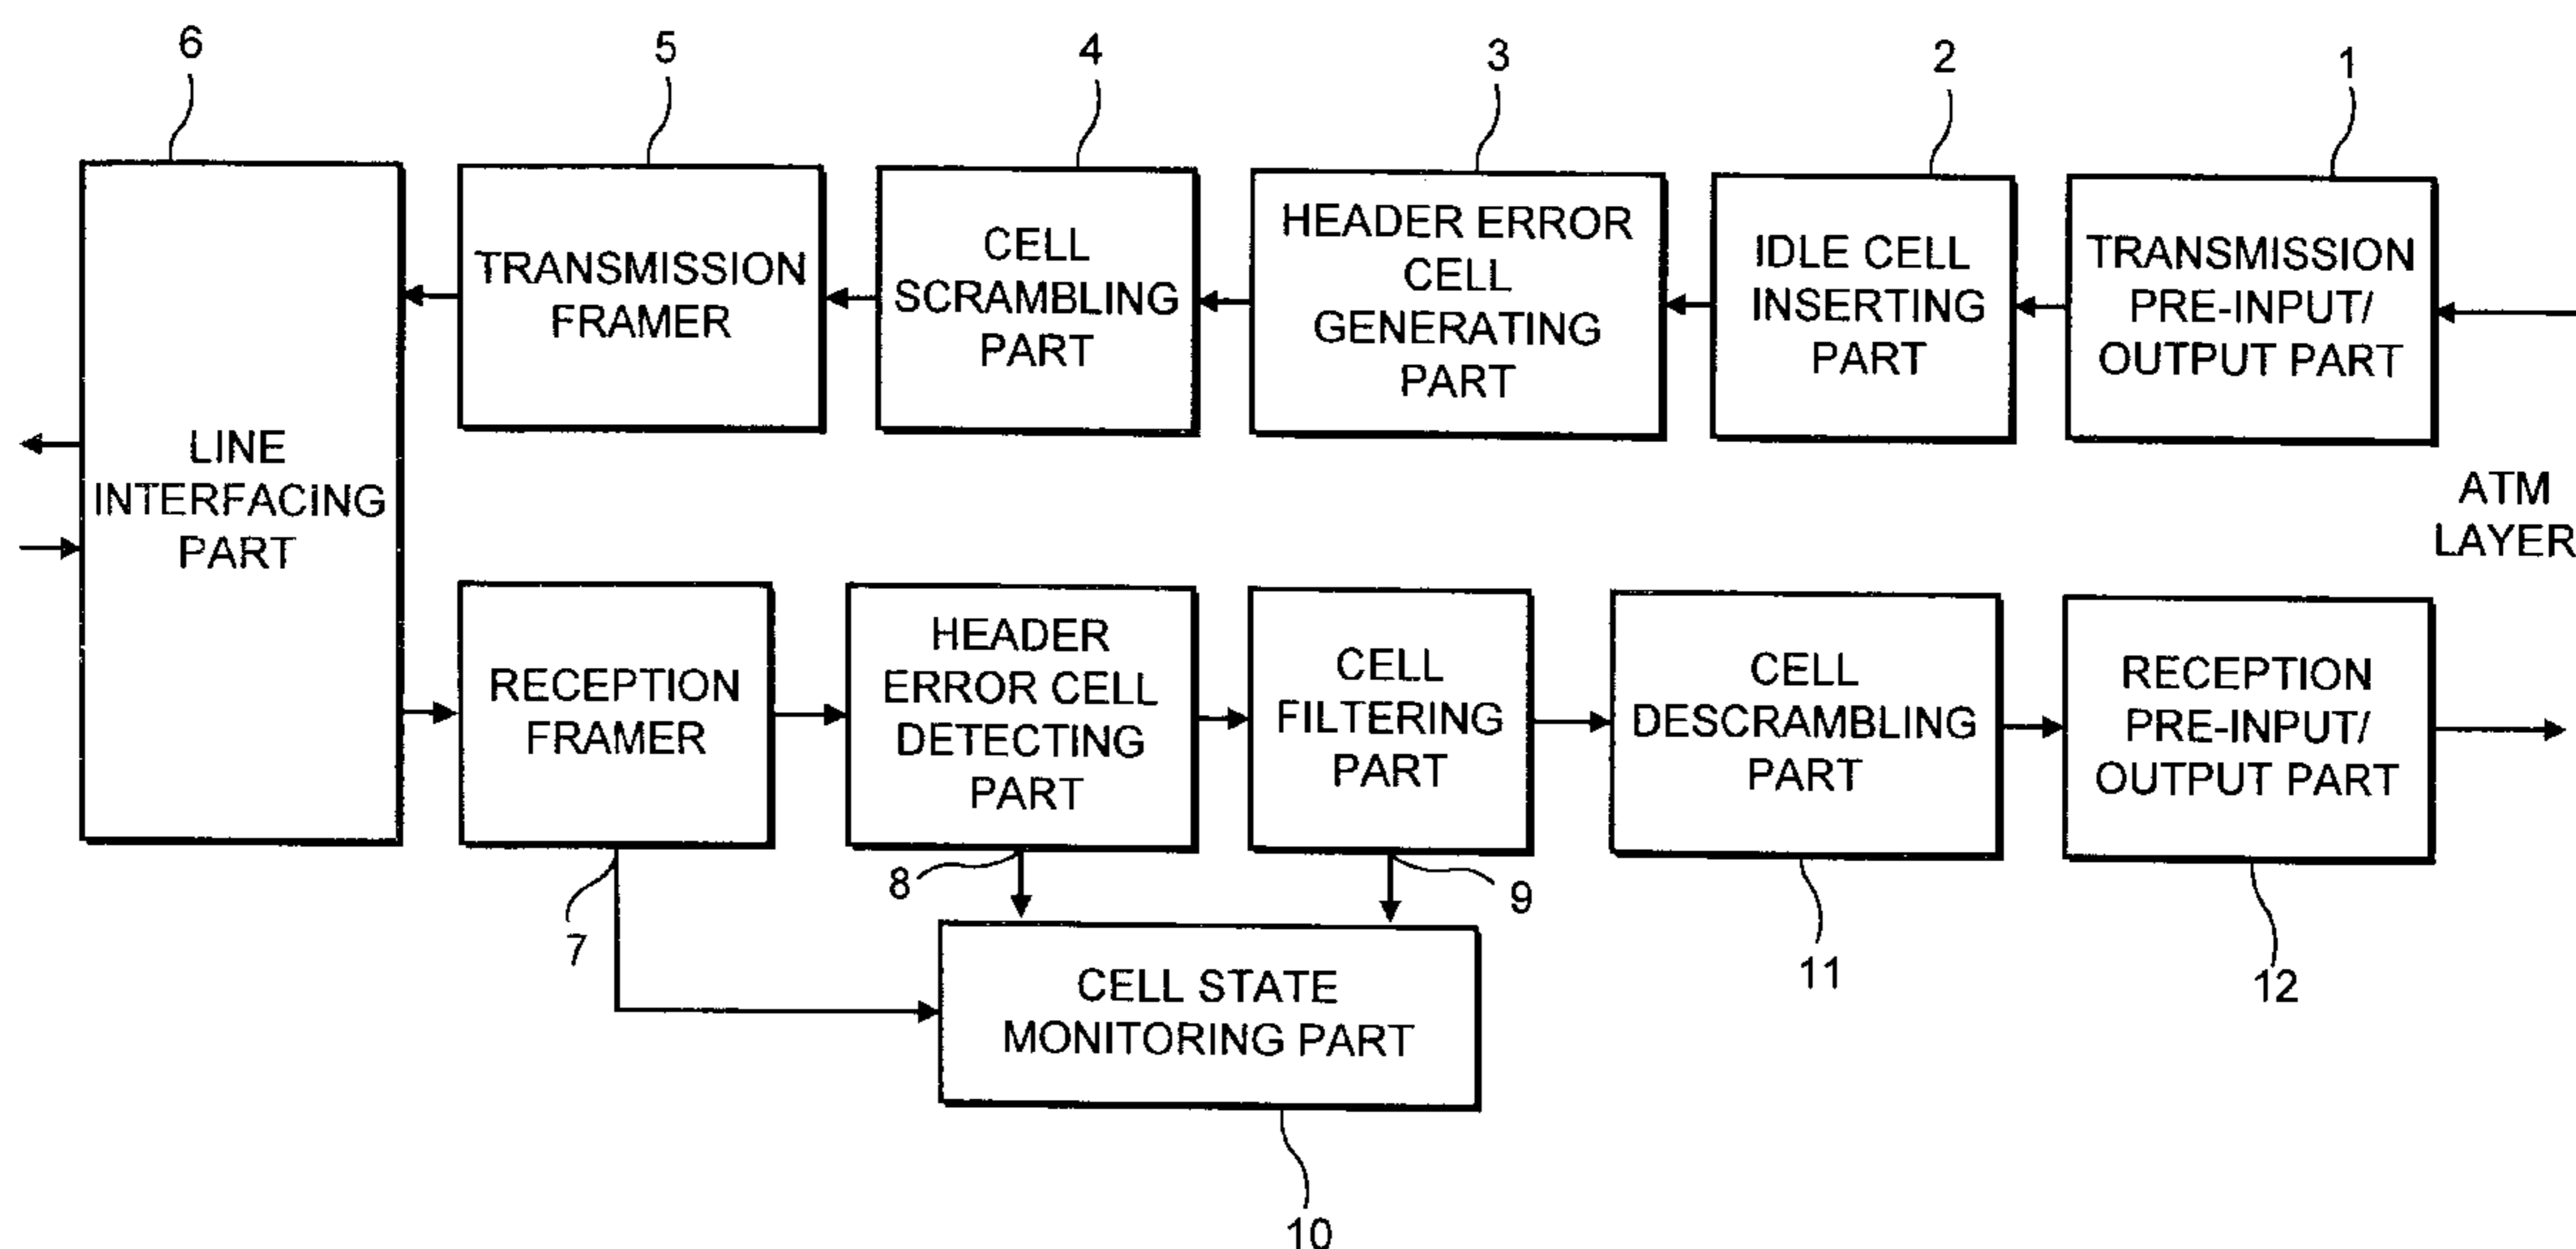 6
5
4
3
2
1
LINE
INTERFACING
PART
TRANSMISSION
FRAMER
CELL
SCRAMBLING
PART
HEADER ERROR
CELL
GENERATING
PART
IDLE CELL
INSERTING
PART
TRANSMISSION
PRE-INPUT/
OUTPUT PART
ATM
LAYER
RECEPTION
FRAMER
HEADER
ERROR CELL
DETECTING
PART
CELL
FILTERING
PART
CELL
DESCRAMBLING
PART
RECEPTION
PRE-INPUT/
OUTPUT PART
7
8
9
11
12
CELL STATE
MONITORING PART
10